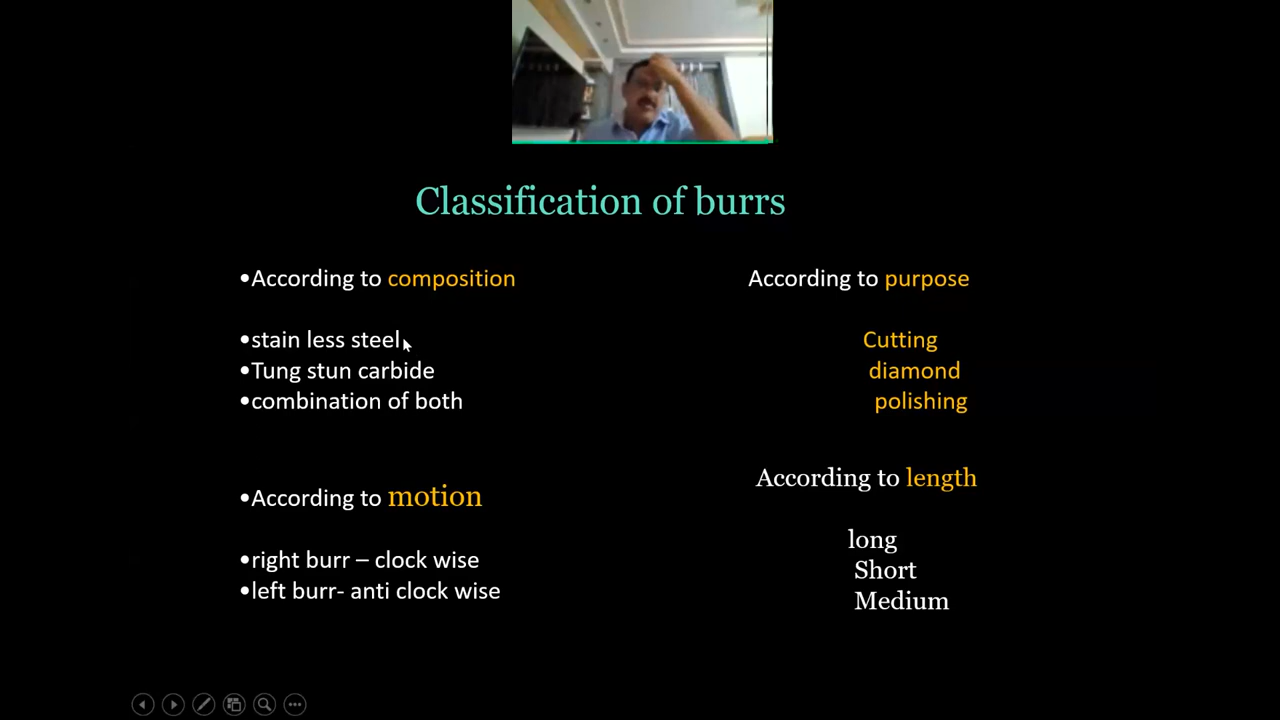 Classification of burrs
•According to composition
•stain less steel
•Tung stun carbide
•combination of both
•According to motion
•right burr – clock wise
•left burr- anti clock wise
According to purpose
Cutting
diamond
polishing
According to length
long
Short
Medium